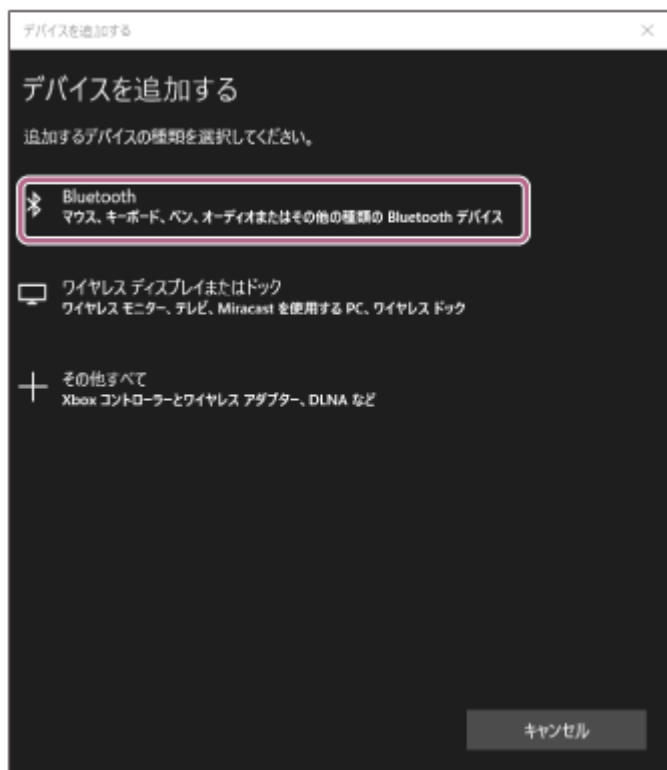 デバイスを追加する
デバイスを追加する
追加するデバイスの種類を選択してください。
Bluetooth
マウス、キーボード、ペン、オーディオまたはその他の種類の Bluetooth デバイス
ワイヤレス ディスプレイまたはドック
ワイヤレス モニター、テレビ、Miracast を使用する PC、ワイヤレス ドック
その他すべて
Xbox コントローラーとワイヤレス アダプター、DLNA など
キャンセル